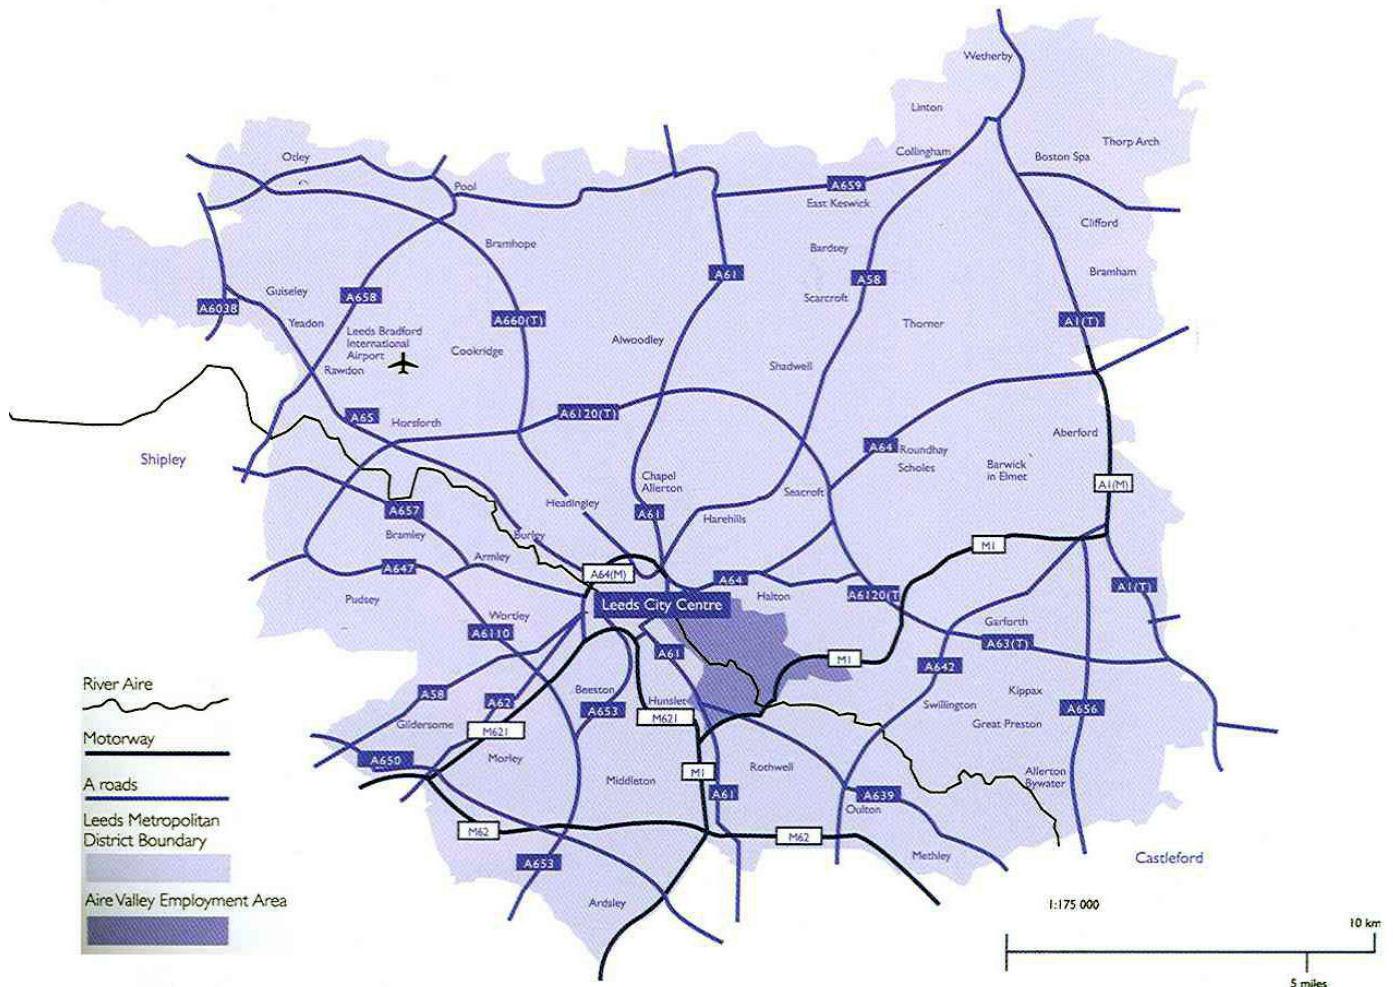 Wetherby
Linton
Thorp Arch
Collingham
Boston Spa
Otley
Pool
A659
East Keswick
Clifford
Bramhope
Bardsey
A61
A58
Bramham
Guiseley
A658
Scarcroft
A6038
Yeadon
A660(T)
Thorner
A1(T)
Leeds Bradford
International
Airport
Alwoodley
Cookridge
Rawdon
Shadwell
A65
Horsforth
A6120(T)
Aberford
A64
Roundhay
Scholes
Shipley
Barwick
in Elmet
Chapel
Allerton
A1(M)
Seacroft
Headingley
A657
A61
Harehills
Bramley
Burley
M1
Armley
A647
A64(M)
A64
A1(T)
Halton
A6120(T
Pudsey
Leeds City Centre
Wortley
Garforth
A6110
A63(T)
A61
M1
A642
River Aire
A58
Beeston
Kippax
A62
Hunslet
Swillington
A656
A653
Gildersome
M621
Great Preston
M621
Motorway
A650
Morley
Rothwell
Allerton
Bywater
M1
Middleton
A roads
A61
A639
Oulton
Leeds Metropolitan
District Boundary
M62
M62
Methley
Castleford
A653
Aire Valley Employment Area
Ardsley
1:175 000
10 km
5 miles